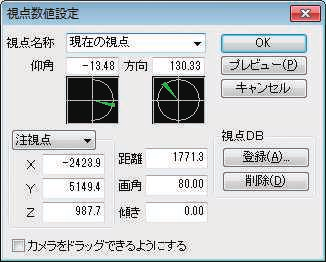 視点数値設定
視点名称 現在の視点 OK
仰角 -13.48 方向 130.33 プレビュー(P)
キャンセル
注視点 視点DB
X -2423.9 距離 1771.3 登録(A)...
Y 5149.4 画角 80.00 削除(D)
Z 987.7 傾き 0.00
カメラをドラッグできるようにする